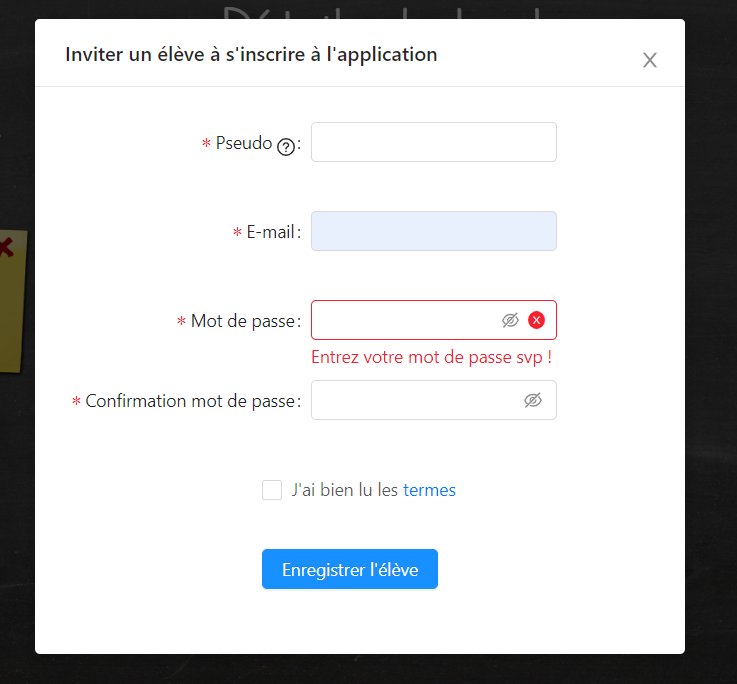 Inviter un élève à s'inscrire à l'application
* Pseudo ? :
* E-mail :
* Mot de passe :
Entrez votre mot de passe svp !
* Confirmation mot de passe :
J'ai bien lu les termes
Enregistrer l'élève